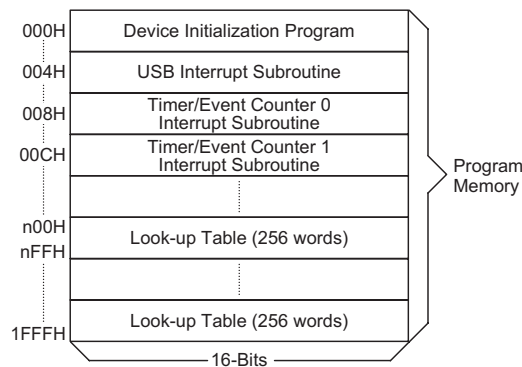 000H
Device Initialization Program
004H
USB Interrupt Subroutine
008H
Timer/Event Counter 0
Interrupt Subroutine
00CH
Timer/Event Counter 1
Interrupt Subroutine
Program
Memory
n00H
Look-up Table (256 words)
nFFH
Look-up Table (256 words)
1FFFH
16-Bits